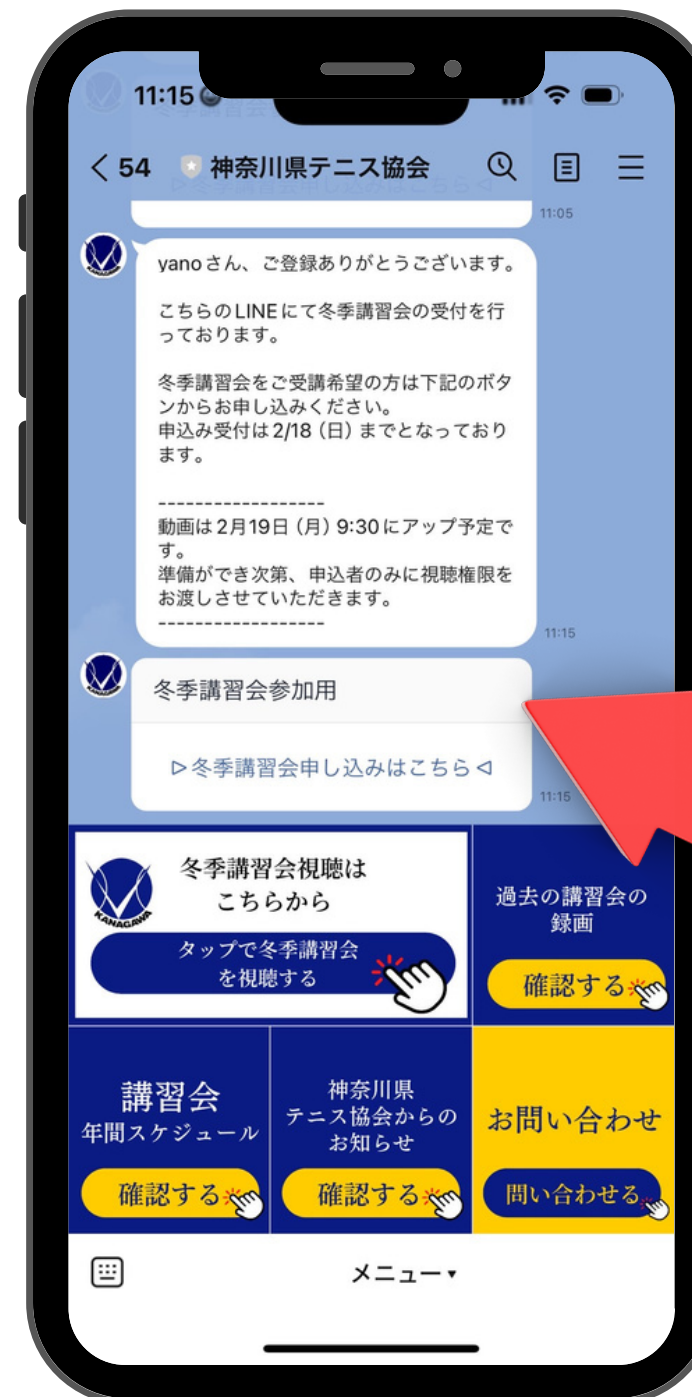 11:15
< 54 神奈川県テニス協会
▷冬季講習会申し込みはこちら◁
11:05
yanoさん、ご登録ありがとうございます。
こちらのLINEにて冬季講習会の受付を行
っております。
冬季講習会をご受講希望の方は下記のボタ
ンからお申し込みください。
申込み受付は2/18（日）までとなっており
ます。
------------------
動画は2月19日（月）9:30にアップ予定で
す。
準備ができ次第、申込者のみに視聴権限を
お渡しさせていただきます。
------------------
11:15
冬季講習会参加用
▷冬季講習会申し込みはこちら◁
11:15
KANAGAWA
冬季講習会視聴は
こちらから
タップで冬季講習会
を視聴する
過去の講習会の
録画
確認する
講習会
年間スケジュール
確認する
神奈川県
テニス協会からの
お知らせ
確認する
お問い合わせ
問い合わせる
メニュー▾